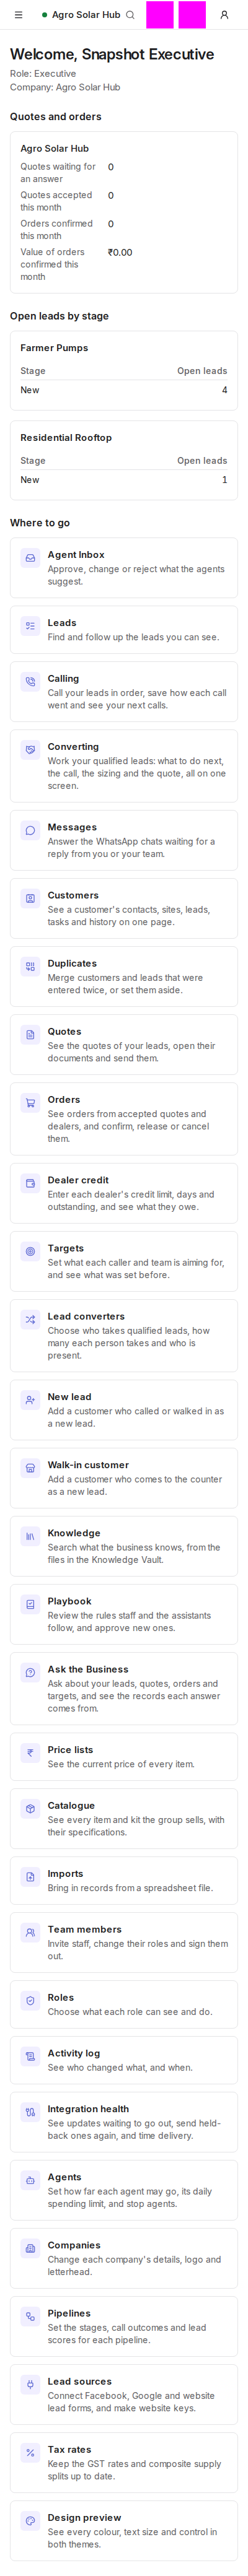 Agro Solar Hub
Welcome, Snapshot Executive
Role: Executive
Company: Agro Solar Hub
Quotes and orders
Agro Solar Hub
Quotes waiting for 0
an answer
Quotes accepted 0
this month
Orders confirmed 0
this month
Value of orders ₹0.00
confirmed this
month
Open leads by stage
Farmer Pumps
Stage Open leads
New 4
Residential Rooftop
Stage Open leads
New 1
Where to go
Agent Inbox
Approve, change or reject what the agents
suggest.
Leads
Find and follow up the leads you can see.
Calling
Call your leads in order, save how each call
went and see your next calls.
Converting
Work your qualified leads: what to do next,
the call, the sizing and the quote, all on one
screen.
Messages
Answer the WhatsApp chats waiting for a
reply from you or your team.
Customers
See a customer's contacts, sites, leads,
tasks and history on one page.
Duplicates
Merge customers and leads that were
entered twice, or set them aside.
Quotes
See the quotes of your leads, open their
documents and send them.
Orders
See orders from accepted quotes and
dealers, and confirm, release or cancel
them.
Dealer credit
Enter each dealer's credit limit, days and
outstanding, and see what they owe.
Targets
Set what each caller and team is aiming for,
and see what was set before.
Lead converters
Choose who takes qualified leads, how
many each person takes and who is
present.
New lead
Add a customer who called or walked in as
a new lead.
Walk-in customer
Add a customer who comes to the counter
as a new lead.
Knowledge
Search what the business knows, from the
files in the Knowledge Vault.
Playbook
Review the rules staff and the assistants
follow, and approve new ones.
Ask the Business
Ask about your leads, quotes, orders and
targets, and see the records each answer
comes from.
Price lists
See the current price of every item.
Catalogue
See every item and kit the group sells, with
their specifications.
Imports
Bring in records from a spreadsheet file.
Team members
Invite staff, change their roles and sign them
out.
Roles
Choose what each role can see and do.
Activity log
See who changed what, and when.
Integration health
See updates waiting to go out, send held-
back ones again, and time delivery.
Agents
Set how far each agent may go, its daily
spending limit, and stop agents.
Companies
Change each company's details, logo and
letterhead.
Pipelines
Set the stages, call outcomes and lead
scores for each pipeline.
Lead sources
Connect Facebook, Google and website
lead forms, and make website keys.
Tax rates
Keep the GST rates and composite supply
splits up to date.
Design preview
See every colour, text size and control in
both themes.